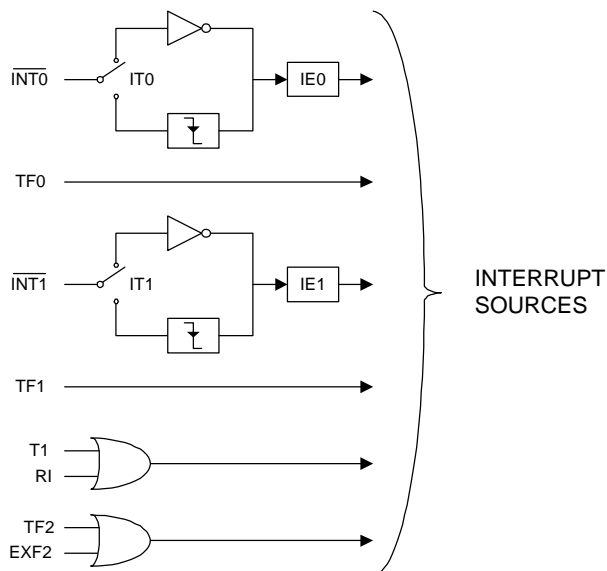 INT0
IT0
IE0
TF0
INT1
IT1
IE1
TF1
INTERRUPT
SOURCES
T1
RI
TF2
EXF2